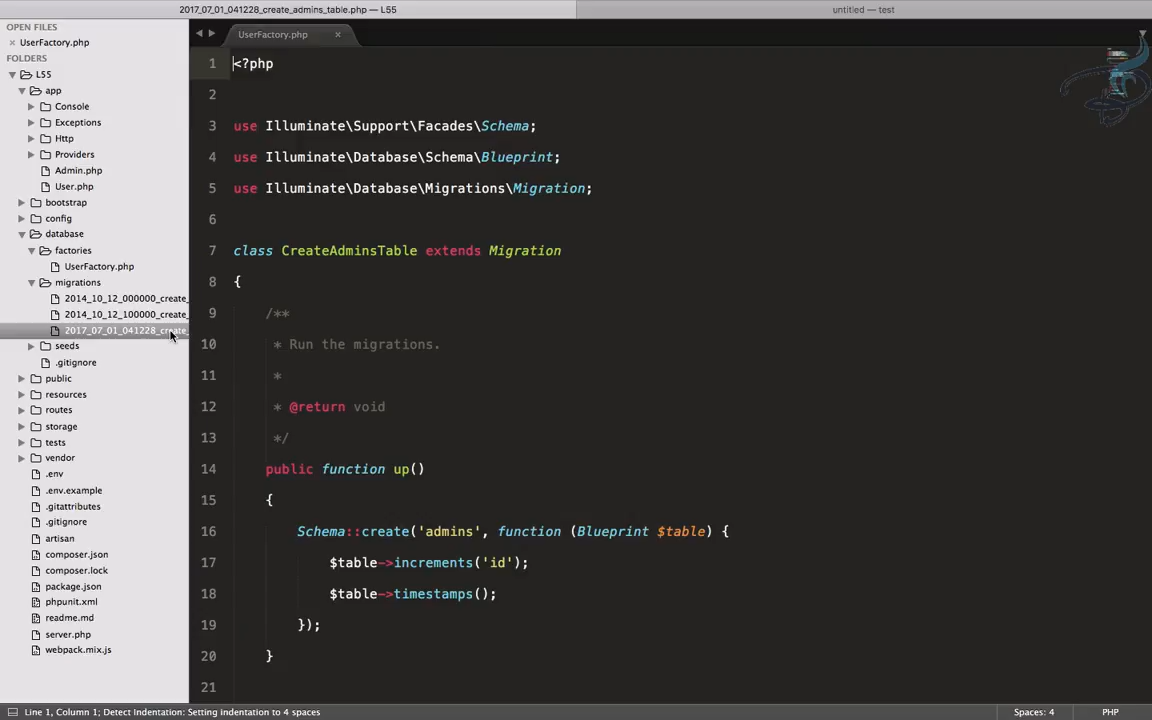 2017_07_01_041228_create_admins_table.php — L55
untitled — test
OPEN FILES
× UserFactory.php
FOLDERS
L55
app
Console
Exceptions
Http
Providers
Admin.php
User.php
bootstrap
config
database
factories
UserFactory.php
migrations
2014_10_12_000000_create_
2014_10_12_100000_create_
2017_07_01_041228_create_
seeds
.gitignore
public
resources
routes
storage
tests
vendor
.env
.env.example
.gitattributes
.gitignore
artisan
composer.json
composer.lock
package.json
phpunit.xml
readme.md
server.php
webpack.mix.js
UserFactory.php ×
1 <?php
2
3 use Illuminate\Support\Facades\Schema;
4 use Illuminate\Database\Schema\Blueprint;
5 use Illuminate\Database\Migrations\Migration;
6
7 class CreateAdminsTable extends Migration
8 {
9 /**
10 * Run the migrations.
11 *
12 * @return void
13 */
14 public function up()
15 {
16 Schema::create('admins', function (Blueprint $table) {
17 $table->increments('id');
18 $table->timestamps();
19 });
20 }
21
Line 1, Column 1; Detect Indentation: Setting indentation to 4 spaces
Spaces: 4
PHP